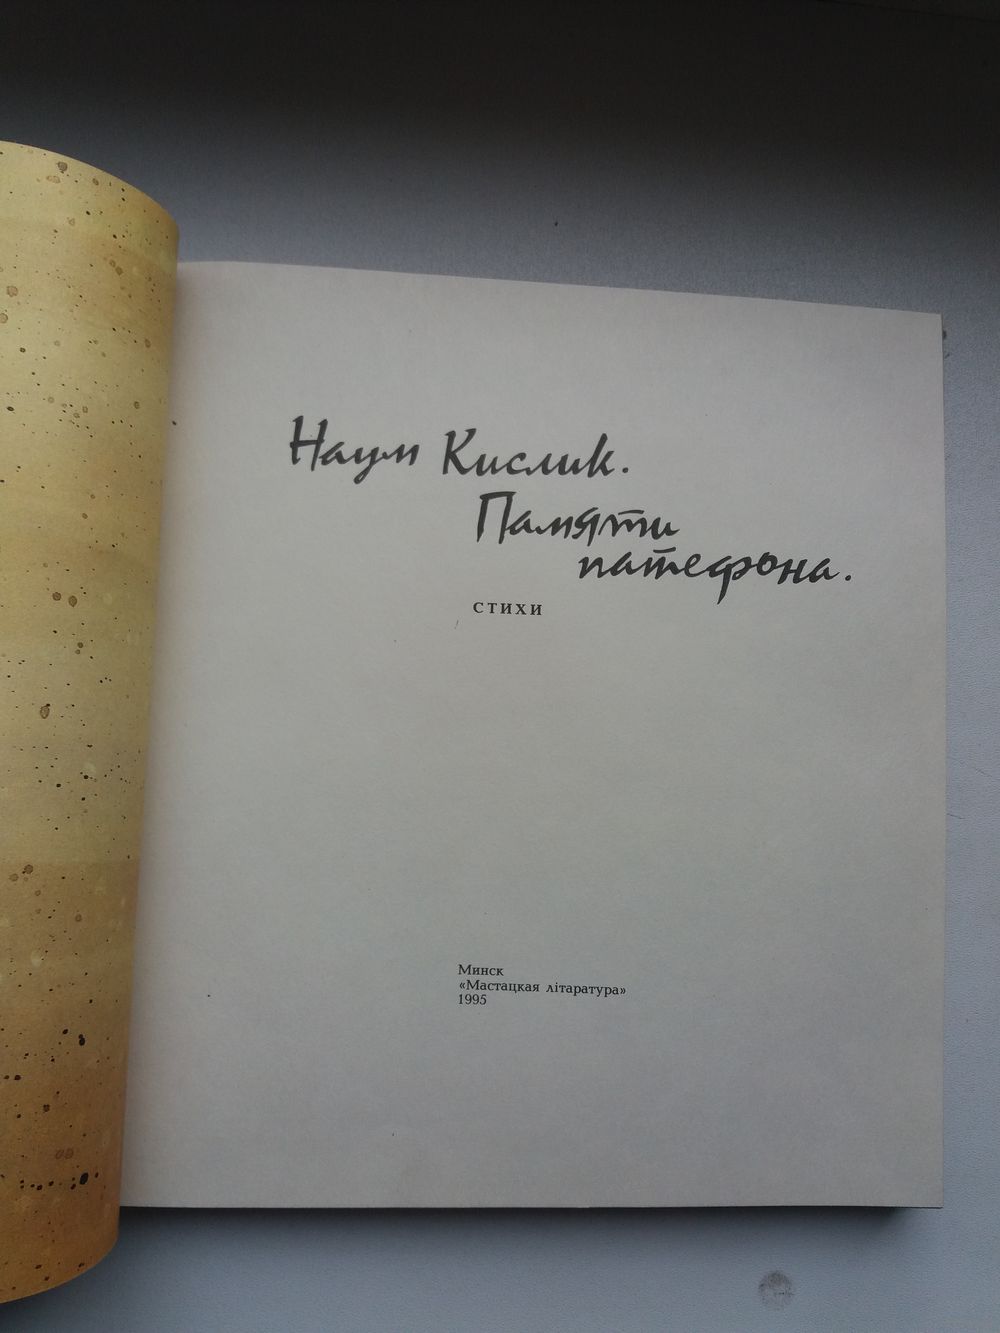 Наум Кислик.
Памяти
патефона.
СТИХИ
Минск
«Мастацкая літаратура»
1995